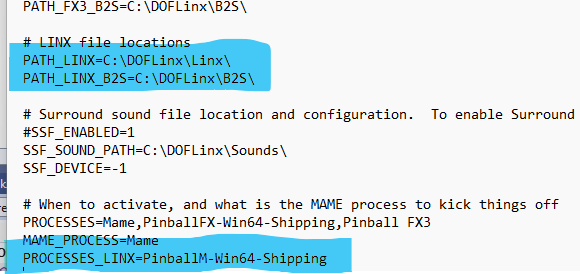 PATH_FX3_B2S=C:\DOFLinx\B2S\
# LINX file locations
PATH_LINX=C:\DOFLinx\Linx\
PATH_LINX_B2S=C:\DOFLinx\B2S\
# Surround sound file location and configuration.  To enable Surround
#SSF_ENABLED=1
SSF_SOUND_PATH=C:\DOFLinx\Sounds\
SSF_DEVICE=-1
# When to activate, and what is the MAME process to kick things off
PROCESSES=Mame,PinballFX-Win64-Shipping,Pinball FX3
MAME_PROCESS=Mame
PROCESSES_LINX=PinballM-Win64-Shipping